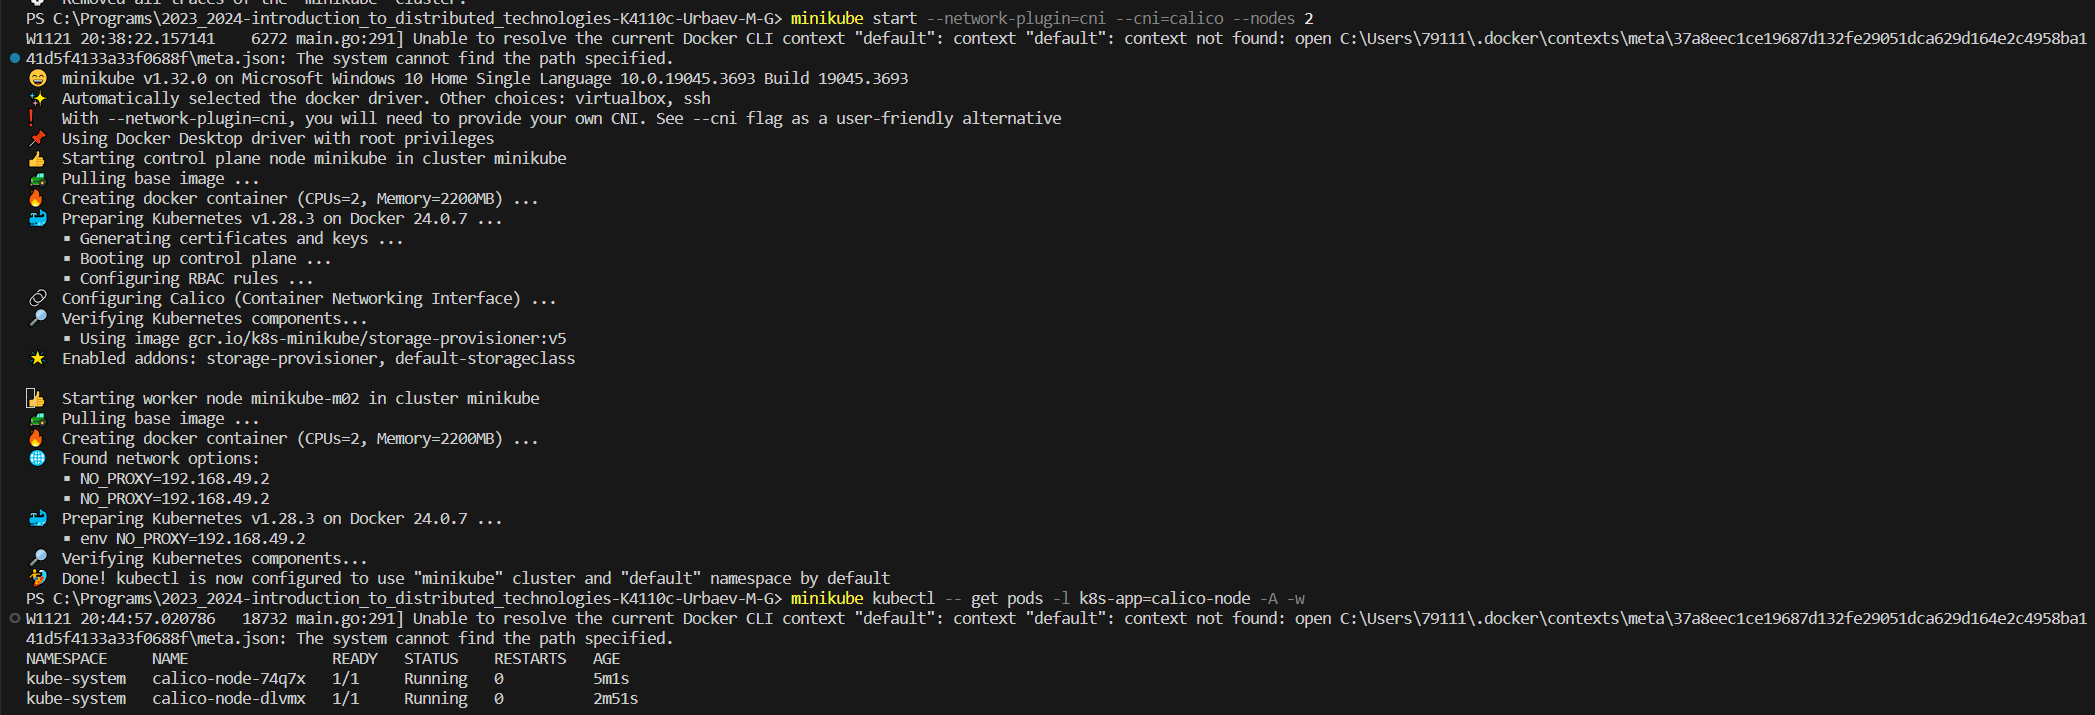 Removed all traces of the "minikube" cluster.
PS C:\Programs\2023_2024-introduction_to_distributed_technologies-K4110c-Urbaev-M-G> minikube start --network-plugin=cni --cni=calico --nodes 2
W1121 20:38:22.157141    6272 main.go:291] Unable to resolve the current Docker CLI context "default": context "default": context not found: open C:\Users\79111\.docker\contexts\meta\37a8eec1ce19687d132fe29051dca629d164e2c4958ba1
41d5f4133a33f0688f\meta.json: The system cannot find the path specified.
😄  minikube v1.32.0 on Microsoft Windows 10 Home Single Language 10.0.19045.3693 Build 19045.3693
✨  Automatically selected the docker driver. Other choices: virtualbox, ssh
❗  With --network-plugin=cni, you will need to provide your own CNI. See --cni flag as a user-friendly alternative
📌  Using Docker Desktop driver with root privileges
👍  Starting control plane node minikube in cluster minikube
🚜  Pulling base image ...
🔥  Creating docker container (CPUs=2, Memory=2200MB) ...
🐳  Preparing Kubernetes v1.28.3 on Docker 24.0.7 ...
    ▪ Generating certificates and keys ...
    ▪ Booting up control plane ...
    ▪ Configuring RBAC rules ...
🔗  Configuring Calico (Container Networking Interface) ...
🔎  Verifying Kubernetes components...
    ▪ Using image gcr.io/k8s-minikube/storage-provisioner:v5
🌟  Enabled addons: storage-provisioner, default-storageclass
👍  Starting worker node minikube-m02 in cluster minikube
🚜  Pulling base image ...
🔥  Creating docker container (CPUs=2, Memory=2200MB) ...
🌐  Found network options:
    ▪ NO_PROXY=192.168.49.2
    ▪ NO_PROXY=192.168.49.2
🐳  Preparing Kubernetes v1.28.3 on Docker 24.0.7 ...
    ▪ env NO_PROXY=192.168.49.2
🔎  Verifying Kubernetes components...
🏄  Done! kubectl is now configured to use "minikube" cluster and "default" namespace by default
PS C:\Programs\2023_2024-introduction_to_distributed_technologies-K4110c-Urbaev-M-G> minikube kubectl -- get pods -l k8s-app=calico-node -A -w
W1121 20:44:57.020786   18732 main.go:291] Unable to resolve the current Docker CLI context "default": context "default": context not found: open C:\Users\79111\.docker\contexts\meta\37a8eec1ce19687d132fe29051dca629d164e2c4958ba1
41d5f4133a33f0688f\meta.json: The system cannot find the path specified.
NAMESPACE     NAME                READY   STATUS    RESTARTS   AGE
kube-system   calico-node-74q7x   1/1     Running   0          5m1s
kube-system   calico-node-dlvmx   1/1     Running   0          2m51s